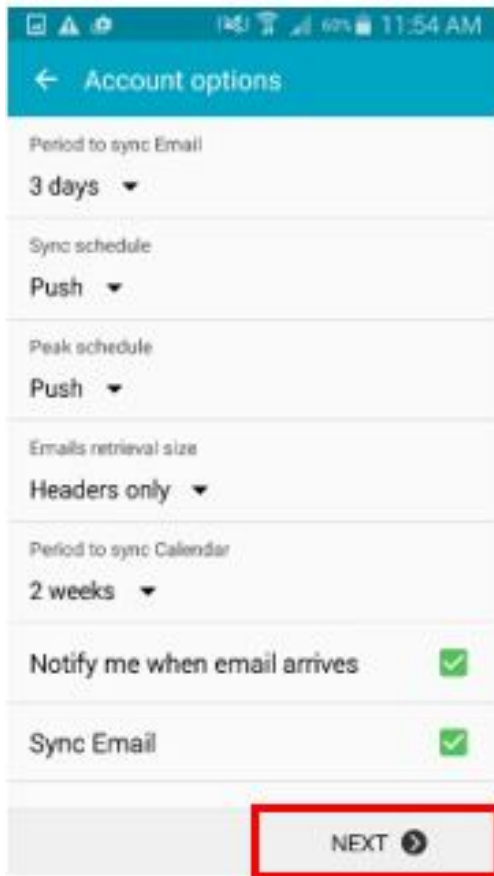 60% 11:54 AM
Account options
Period to sync Email
3 days
Sync schedule
Push
Peak schedule
Push
Emails retrieval size
Headers only
Period to sync Calendar
2 weeks
Notify me when email arrives
Sync Email
NEXT